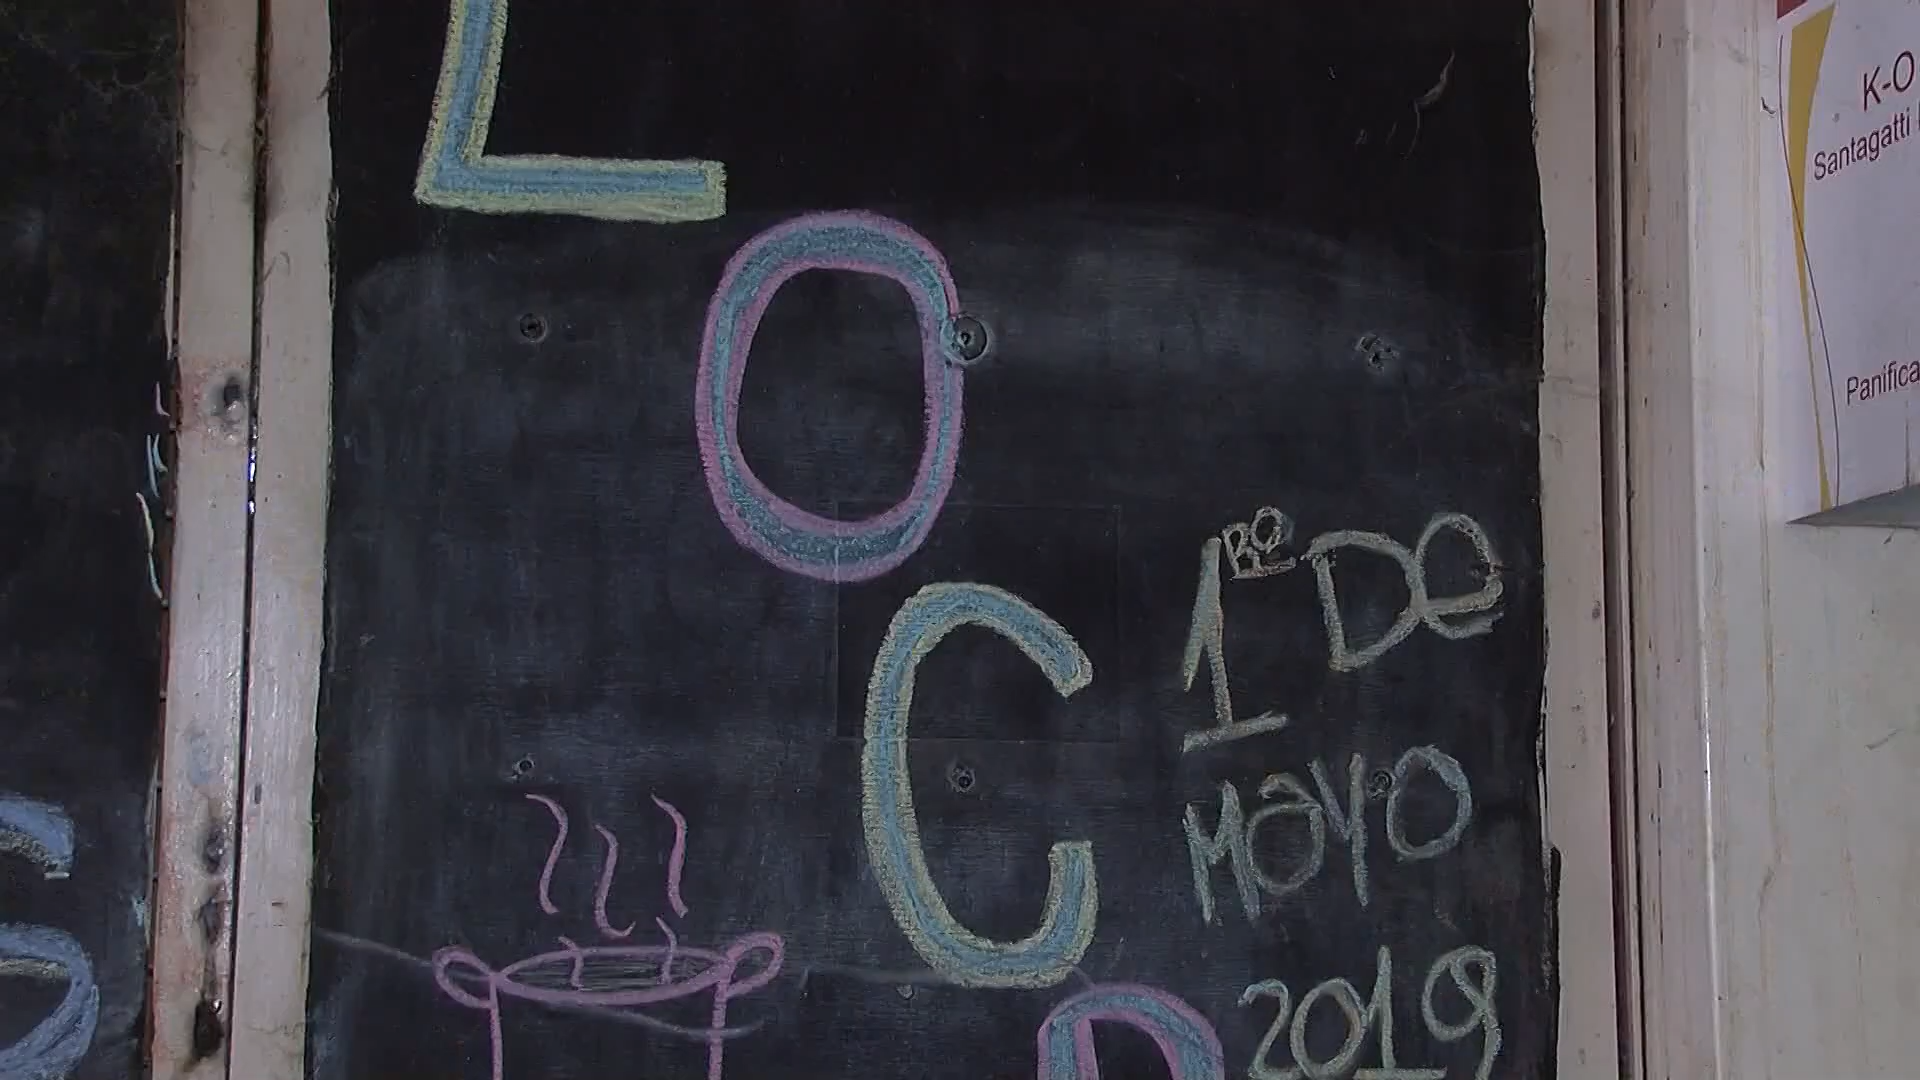 L
O
C
1RO DE
MAYO
2019
K-O
Santagatti
Panifica